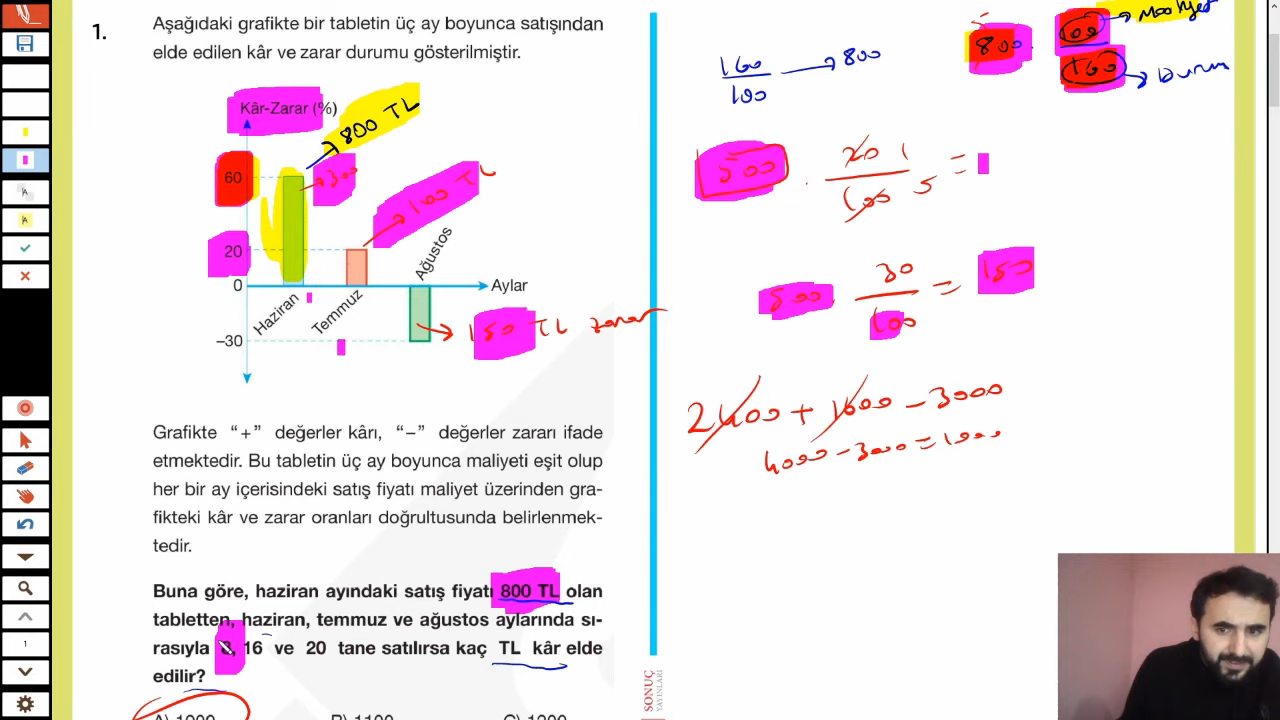 1.
Aşağıdaki grafikte bir tabletin üç ay boyunca satışından
elde edilen kâr ve zarar durumu gösterilmiştir.
Kâr-Zarar (%)
800 TL
60
300
100 TL
20
0
Haziran
Temmuz
Ağustos
Aylar
-30
150 TL zarar
Grafikte “+” değerler kârı, “–” değerler zararı ifade
etmektedir. Bu tabletin üç ay boyunca maliyeti eşit olup
her bir ay içerisindeki satış fiyatı maliyet üzerinden gra-
fikteki kâr ve zarar oranları doğrultusunda belirlenmek-
tedir.
Buna göre, haziran ayındaki satış fiyatı 800 TL olan
tabletten, haziran, temmuz ve ağustos aylarında sı-
rasıyla 8, 16 ve 20 tane satılırsa kaç TL kâr elde
edilir?
A) 1000 B) 1100 C) 1200
160
100
800
5
800.
100
160
Durum
500 . 20 1
100 5
=
500. 30
100
= 150
2400 + 1600 - 3000
4000 - 3000 = 1000
SONUÇ
YAYINLARI
1